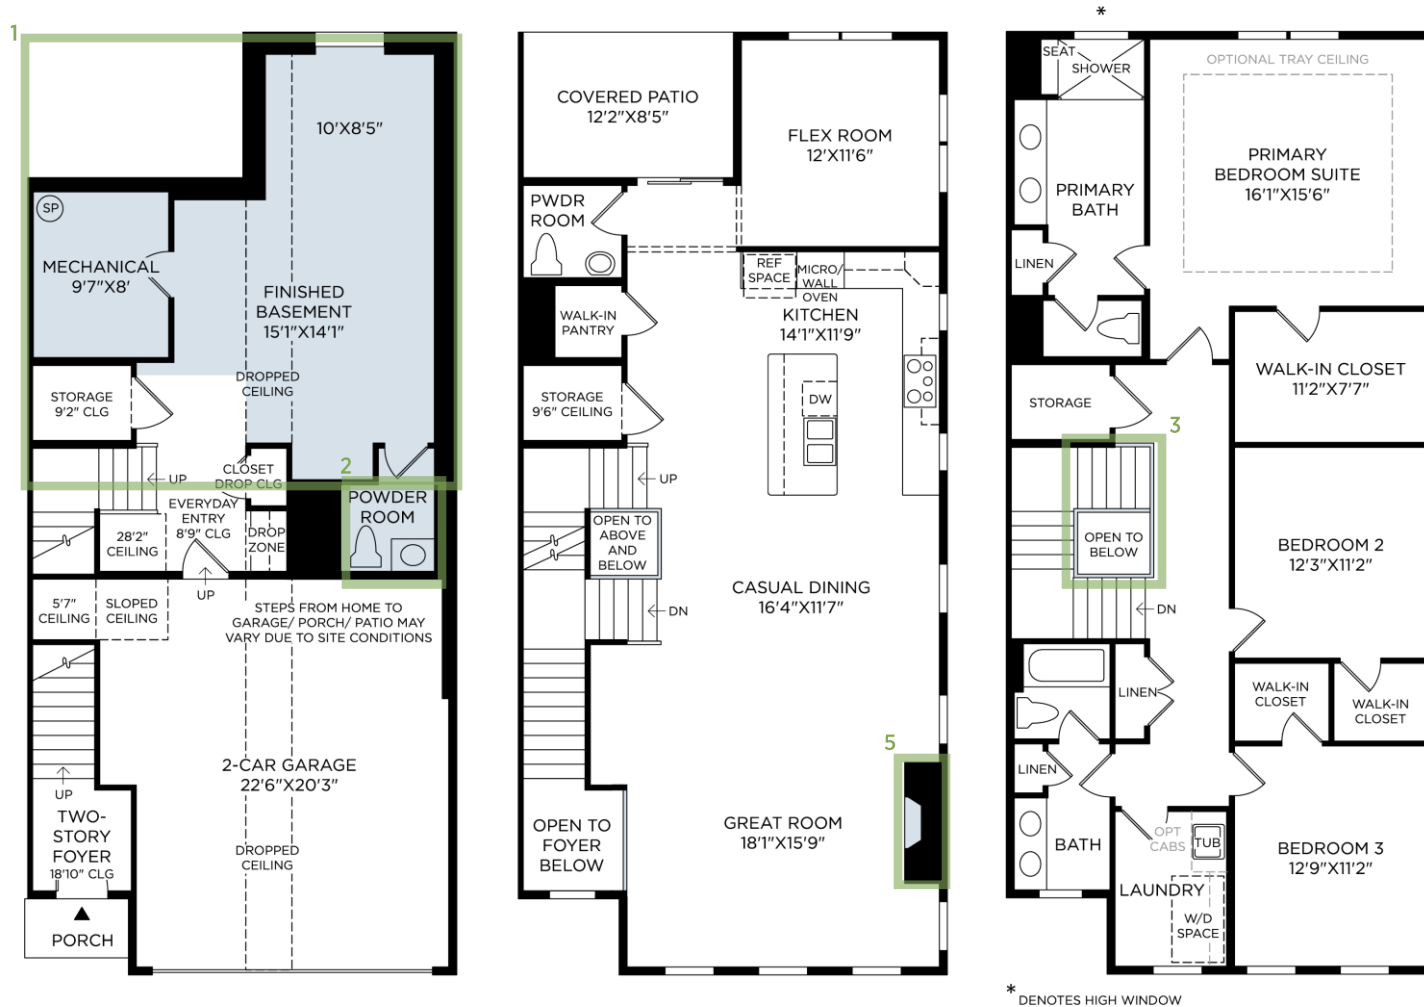 1
10'X8'5"
SP
MECHANICAL
9'7"X8'
FINISHED
BASEMENT
15'1"X14'1"
DROPPED
CEILING
STORAGE
9'2" CLG
UP
CLOSET
DROP CLG
2
POWDER
ROOM
EVERYDAY
ENTRY
8'9" CLG
DROP
ZONE
28'2"
CEILING
UP
5'7"
CEILING
SLOPED
CEILING
STEPS FROM HOME TO
GARAGE/ PORCH/ PATIO MAY
VARY DUE TO SITE CONDITIONS
2-CAR GARAGE
22'6"X20'3"
UP
TWO-
STORY
FOYER
18'10" CLG
DROPPED
CEILING
PORCH
COVERED PATIO
12'2"X8'5"
FLEX ROOM
12'X11'6"
PWDR
ROOM
REF
SPACE
MICRO/
WALL
OVEN
KITCHEN
14'1"X11'9"
WALK-IN
PANTRY
STORAGE
9'6" CEILING
DW
UP
OPEN TO
ABOVE
AND
BELOW
CASUAL DINING
16'4"X11'7"
DN
5
GREAT ROOM
18'1"X15'9"
OPEN TO
FOYER
BELOW
*
SEAT
SHOWER
OPTIONAL TRAY CEILING
PRIMARY
BEDROOM SUITE
16'1"X15'6"
PRIMARY
BATH
LINEN
WALK-IN CLOSET
11'2"X7'7"
STORAGE
3
OPEN TO
BELOW
BEDROOM 2
12'3"X11'2"
DN
LINEN
WALK-IN
CLOSET
WALK-IN
CLOSET
LINEN
BATH
OPT
CABS
TUB
LAUNDRY
W/D
SPACE
BEDROOM 3
12'9"X11'2"
* DENOTES HIGH WINDOW